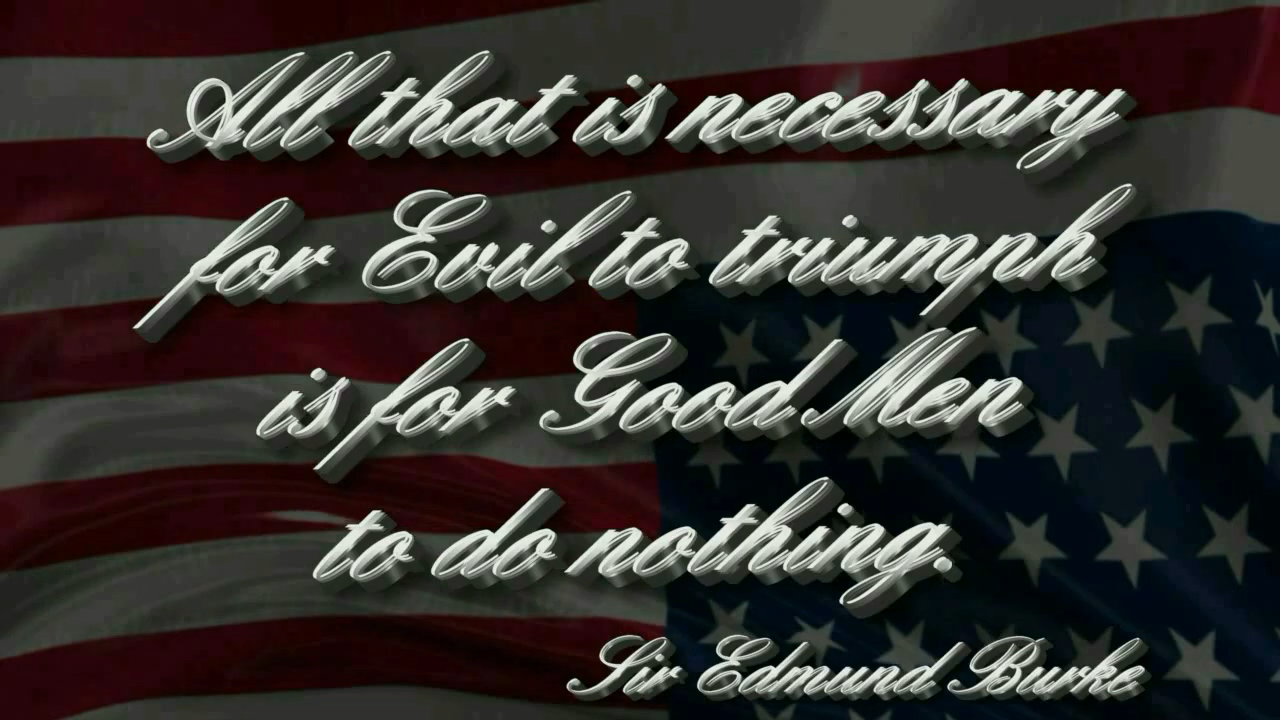 All that is necessary
for Evil to triumph
is for Good Men
to do nothing.
Sir Edmund Burke